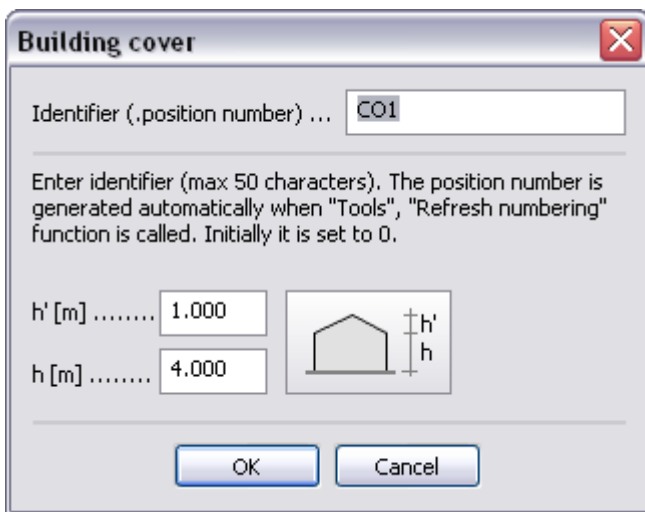 Building cover
Identifier (.position number) ... CO1
Enter identifier (max 50 characters). The position number is
generated automatically when "Tools", "Refresh numbering"
function is called. Initially it is set to 0.
h' [m] ........ 1.000
h'
h
h [m] ........ 4.000
OK Cancel